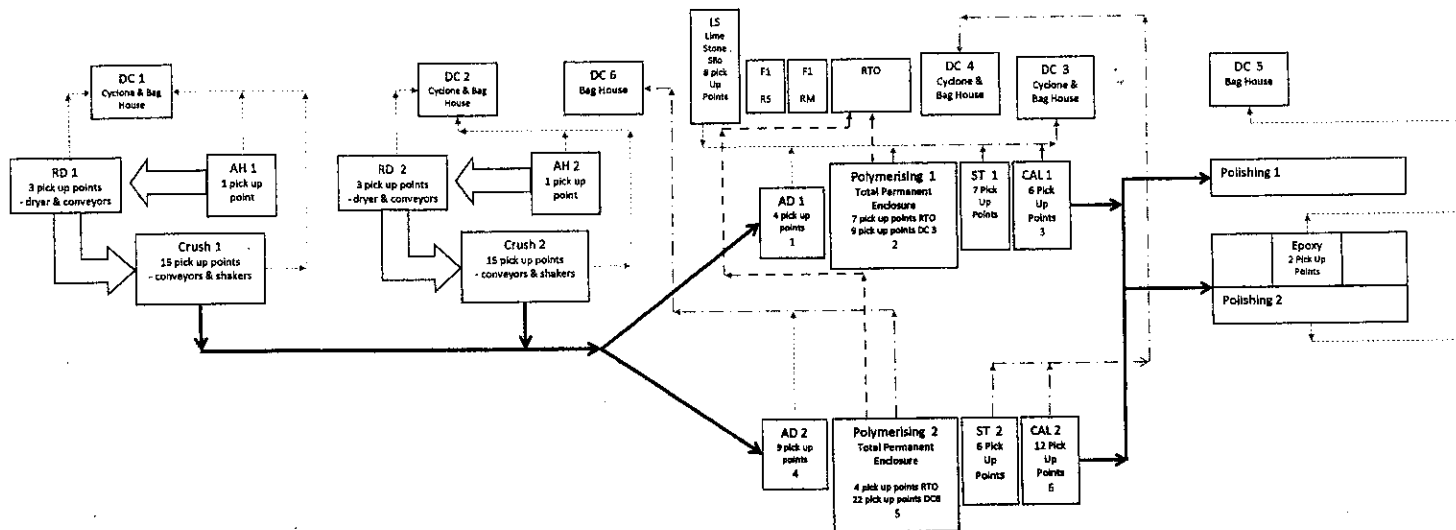 LS
Lime
Stone
Silo
8 pick
Up
Points
DC 1
Cyclone & Bag
House
DC 2
Cyclone & Bag
House
DC 6
Bag House
F1
RS
F1
RM
RTO
DC 4
Cyclone &
Bag House
DC 3
Cyclone &
Bag House
DC 5
Bag House
RD 1
3 pick up points
- dryer & conveyors
AH 1
1 pick up
point
RD 2
3 pick up points
- dryer & conveyors
AH 2
1 pick up
point
Crush 1
15 pick up points
- conveyors & shakers
Crush 2
15 pick up points
- conveyors & shakers
AD 1
4 pick up
points
1
Polymerising 1
Total Permanent
Enclosure
7 pick up points RTO
9 pick up points DC 3
2
ST 1
7 Pick
Up
Points
CAL 1
6 Pick
Up
Points
3
Polishing 1
Epoxy
2 Pick Up
Points
Polishing 2
AD 2
9 pick up
points
4
Polymerising 2
Total Permanent
Enclosure
4 pick up points RTO
22 pick up points DC6
5
ST 2
6 Pick
Up
Points
CAL 2
12 Pick
Up
Points
6